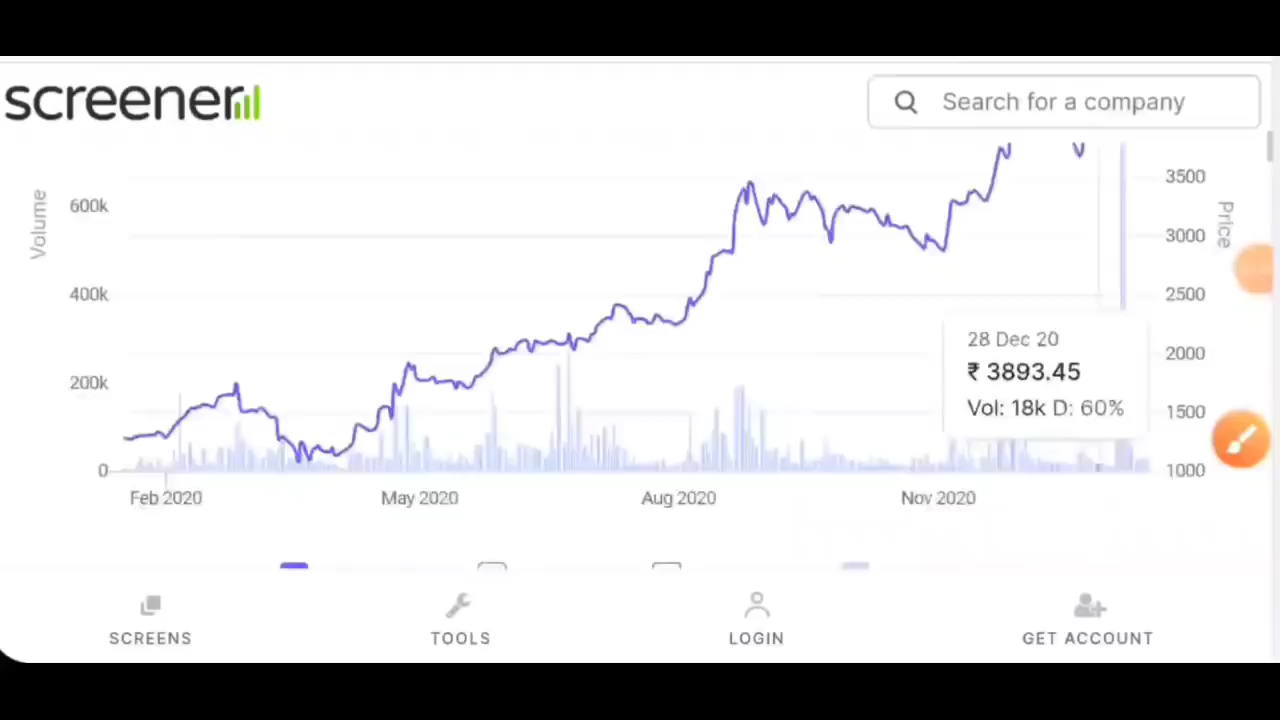 screener
Search for a company
Volume
600k
400k
200k
0
3500
3000
2500
2000
1500
1000
Price
28 Dec 20
₹ 3893.45
Vol: 18k D: 60%
Feb 2020
May 2020
Aug 2020
Nov 2020
SCREENS
TOOLS
LOGIN
GET ACCOUNT